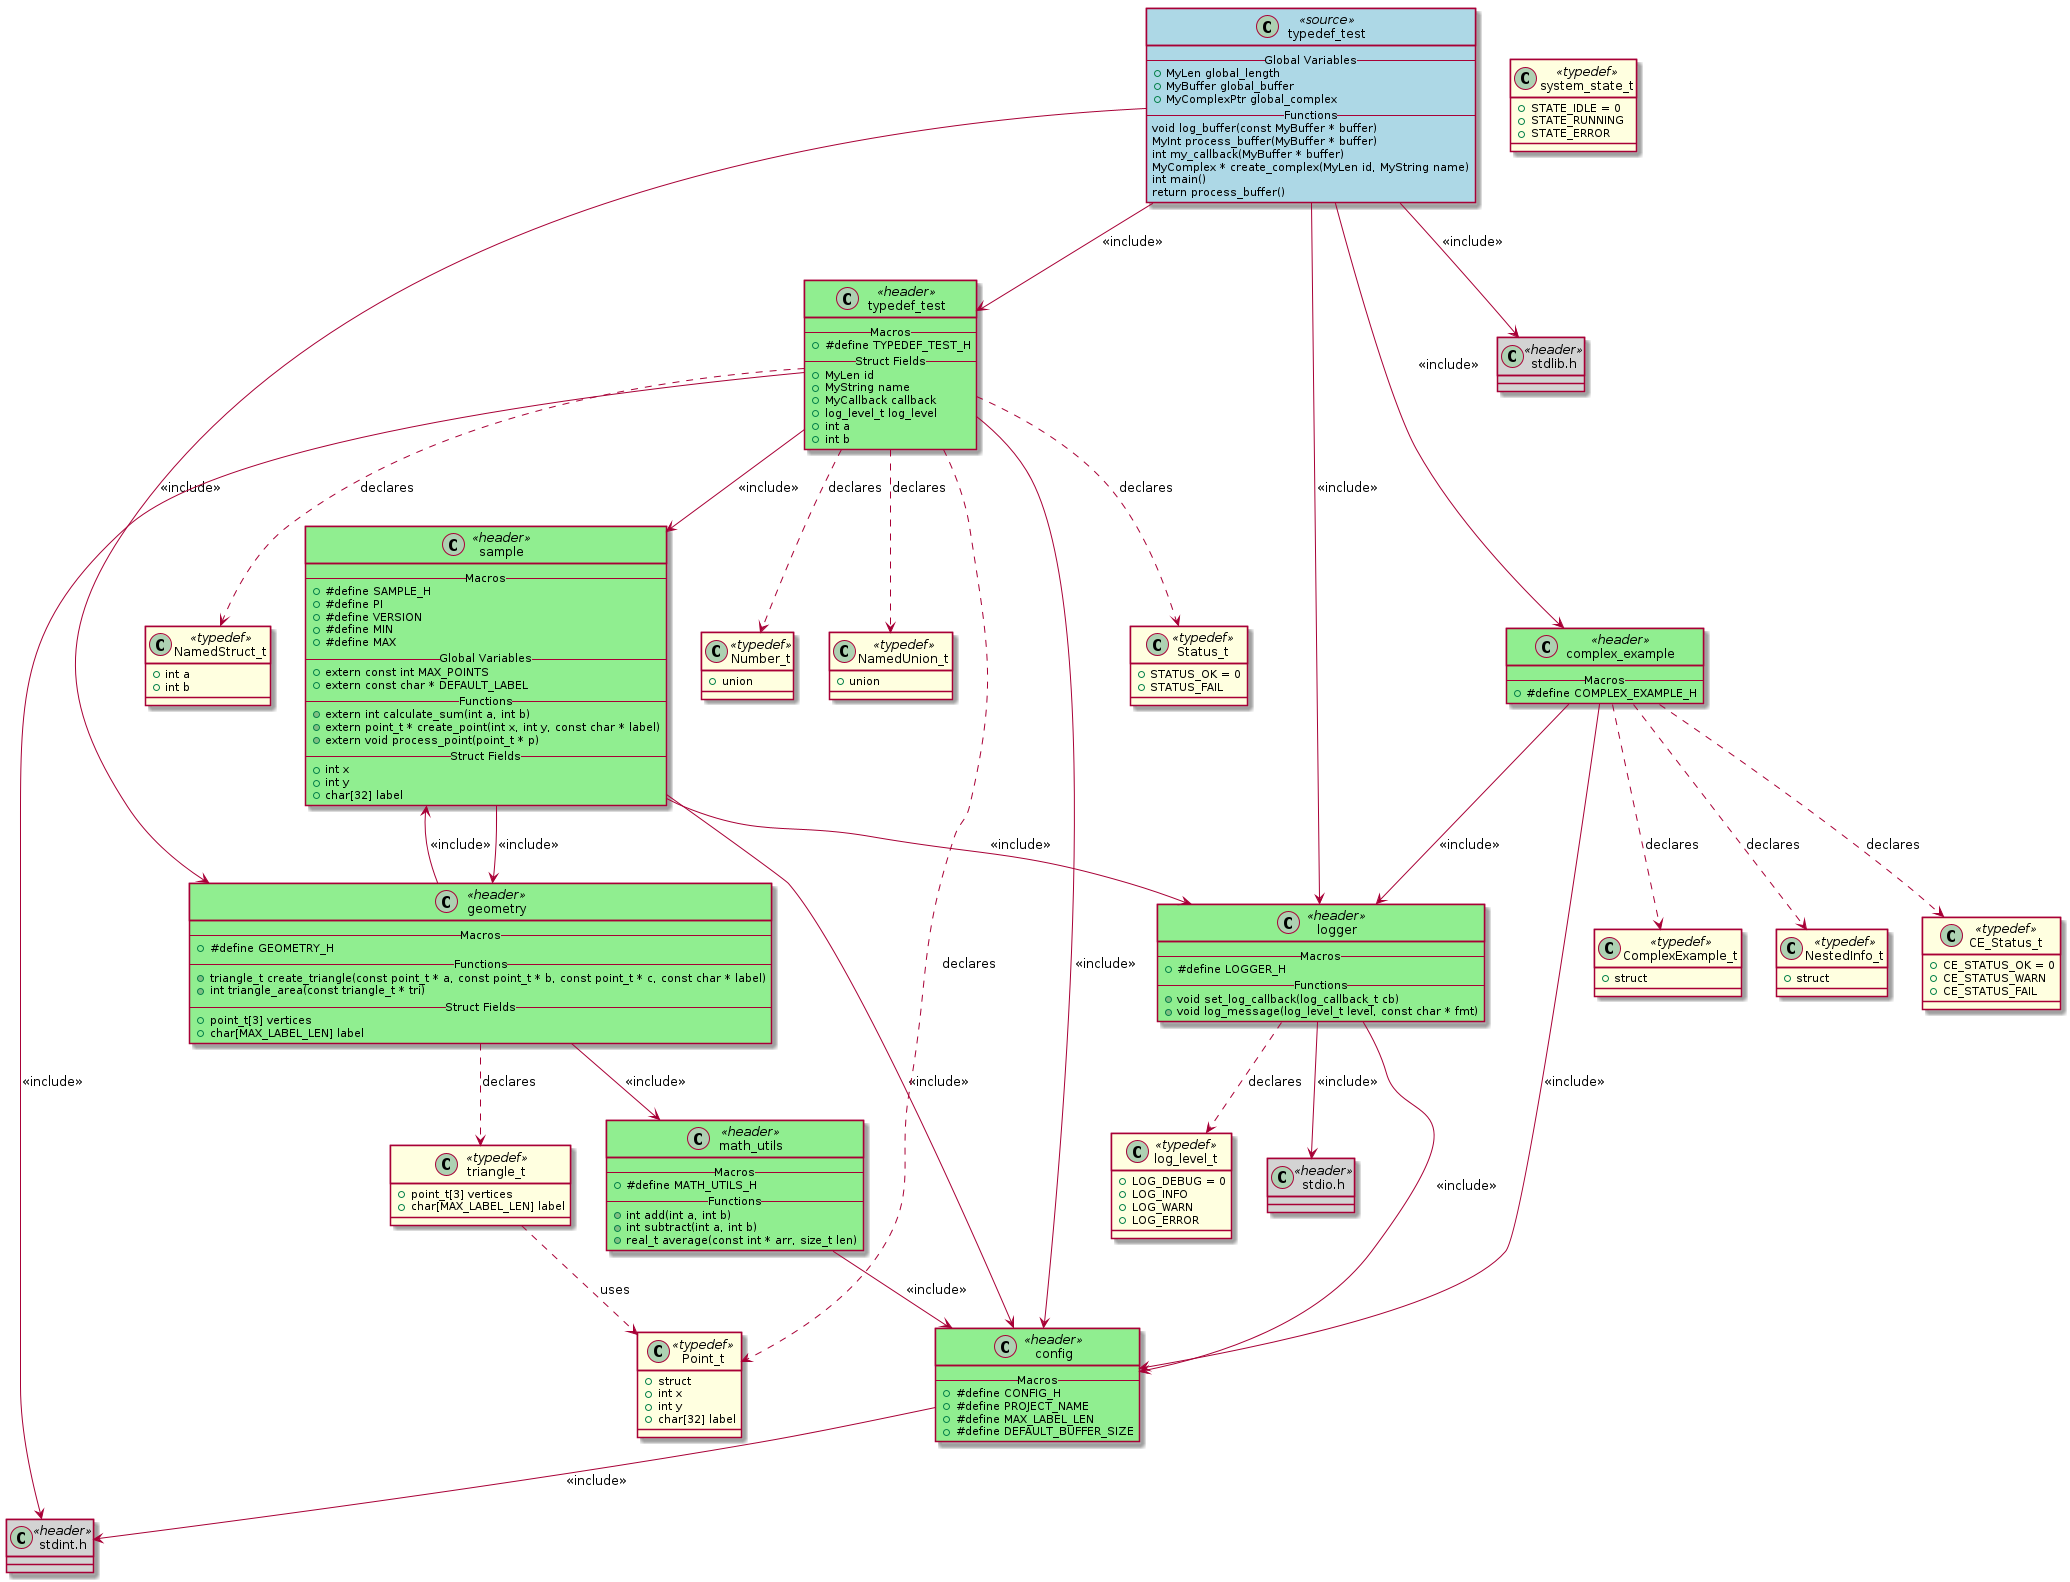 C «source»
typedef_test
Global Variables
MyLen global_length
MyBuffer global_buffer
MyComplexPtr global_complex
Functions
void log_buffer(const MyBuffer * buffer)
MyInt process_buffer(MyBuffer * buffer)
int my_callback(MyBuffer * buffer)
MyComplex * create_complex(MyLen id, MyString name)
int main()
return process_buffer()
C «typedef»
system_state_t
STATE_IDLE = 0
STATE_RUNNING
STATE_ERROR
«include»
«include»
C «header»
typedef_test
Macros
#define TYPEDEF_TEST_H
Struct Fields
MyLen id
MyString name
MyCallback callback
log_level_t log_level
int a
int b
C «header»
stdlib.h
«include»
«include»
declares
«include»
declares
declares
declares
«include»
C «header»
sample
Macros
#define SAMPLE_H
#define PI
#define VERSION
#define MIN
#define MAX
Global Variables
extern const int MAX_POINTS
extern const char * DEFAULT_LABEL
Functions
extern int calculate_sum(int a, int b)
extern point_t * create_point(int x, int y, const char * label)
extern void process_point(point_t * p)
Struct Fields
int x
int y
char[32] label
C «typedef»
NamedStruct_t
int a
int b
C «typedef»
Number_t
union
C «typedef»
NamedUnion_t
union
C «typedef»
Status_t
STATUS_OK = 0
STATUS_FAIL
C «header»
complex_example
Macros
#define COMPLEX_EXAMPLE_H
«include»
«include»
«include»
«include»
declares
declares
declares
C «header»
geometry
Macros
#define GEOMETRY_H
Functions
triangle_t create_triangle(const point_t * a, const point_t * b, const point_t * c, const char * label)
int triangle_area(const triangle_t * tri)
Struct Fields
point_t[3] vertices
char[MAX_LABEL_LEN] label
declares
«include»
C «header»
logger
Macros
#define LOGGER_H
Functions
void set_log_callback(log_callback_t cb)
void log_message(log_level_t level, const char * fmt)
C «typedef»
ComplexExample_t
struct
C «typedef»
NestedInfo_t
struct
C «typedef»
CE_Status_t
CE_STATUS_OK = 0
CE_STATUS_WARN
CE_STATUS_FAIL
«include»
declares
«include»
«include»
declares
«include»
«include»
C «typedef»
triangle_t
point_t[3] vertices
char[MAX_LABEL_LEN] label
C «header»
math_utils
Macros
#define MATH_UTILS_H
Functions
int add(int a, int b)
int subtract(int a, int b)
real_t average(const int * arr, size_t len)
C «typedef»
log_level_t
LOG_DEBUG = 0
LOG_INFO
LOG_WARN
LOG_ERROR
C «header»
stdio.h
«include»
uses
«include»
C «typedef»
Point_t
struct
int x
int y
char[32] label
C «header»
config
Macros
#define CONFIG_H
#define PROJECT_NAME
#define MAX_LABEL_LEN
#define DEFAULT_BUFFER_SIZE
«include»
C «header»
stdint.h